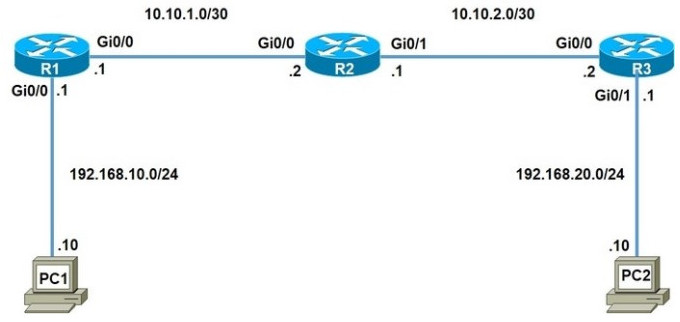 10.10.1.0/30
10.10.2.0/30
Gi0/0
Gi0/0
Gi0/1
Gi0/0
R1
R2
R3
.1
.2
.1
.2
Gi0/0 .1
Gi0/1 .1
192.168.10.0/24
192.168.20.0/24
.10
.10
PC1
PC2